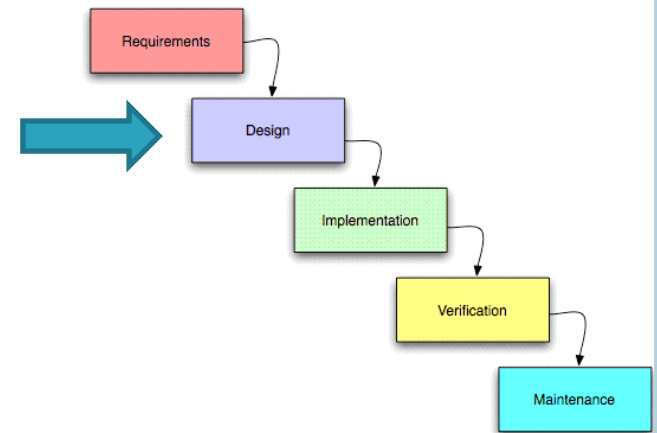 Requirements
Design
Implementation
Verification
Maintenance